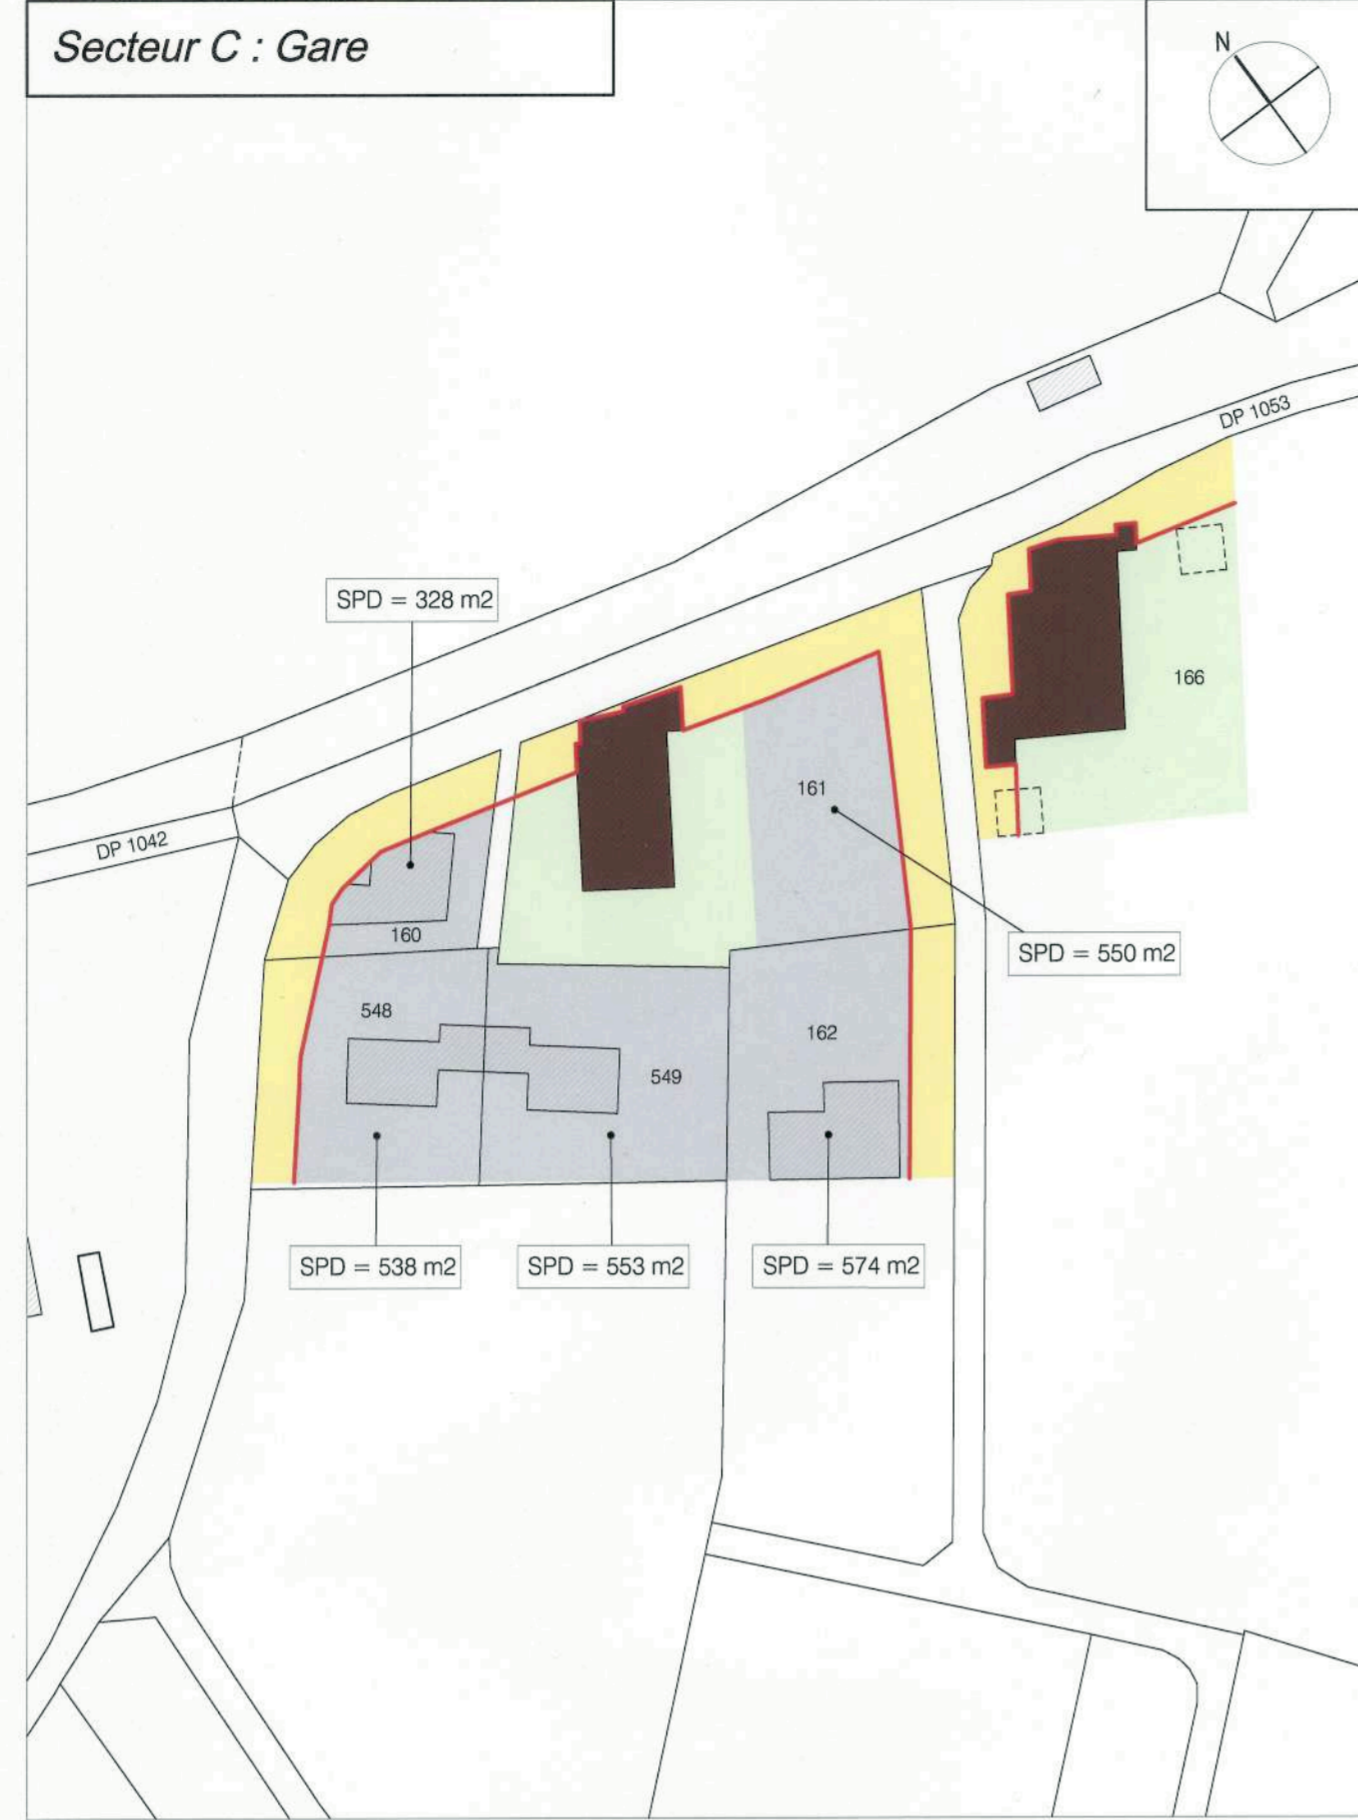 Secteur C : Gare
N
DP 1053
SPD = 328 m2
166
161
DP 1042
160
SPD = 550 m2
548
162
549
SPD = 538 m2
SPD = 553 m2
SPD = 574 m2